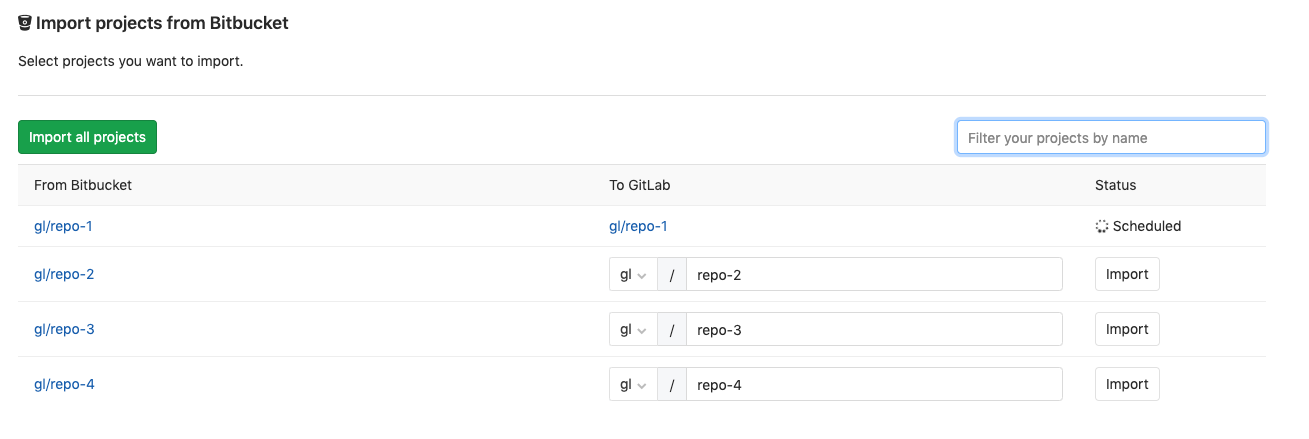 Import projects from Bitbucket
Select projects you want to import.
Import all projects
Filter your projects by name
From Bitbucket To GitLab Status
gl/repo-1 gl/repo-1 Scheduled
gl/repo-2 gl / repo-2 Import
gl/repo-3 gl / repo-3 Import
gl/repo-4 gl / repo-4 Import